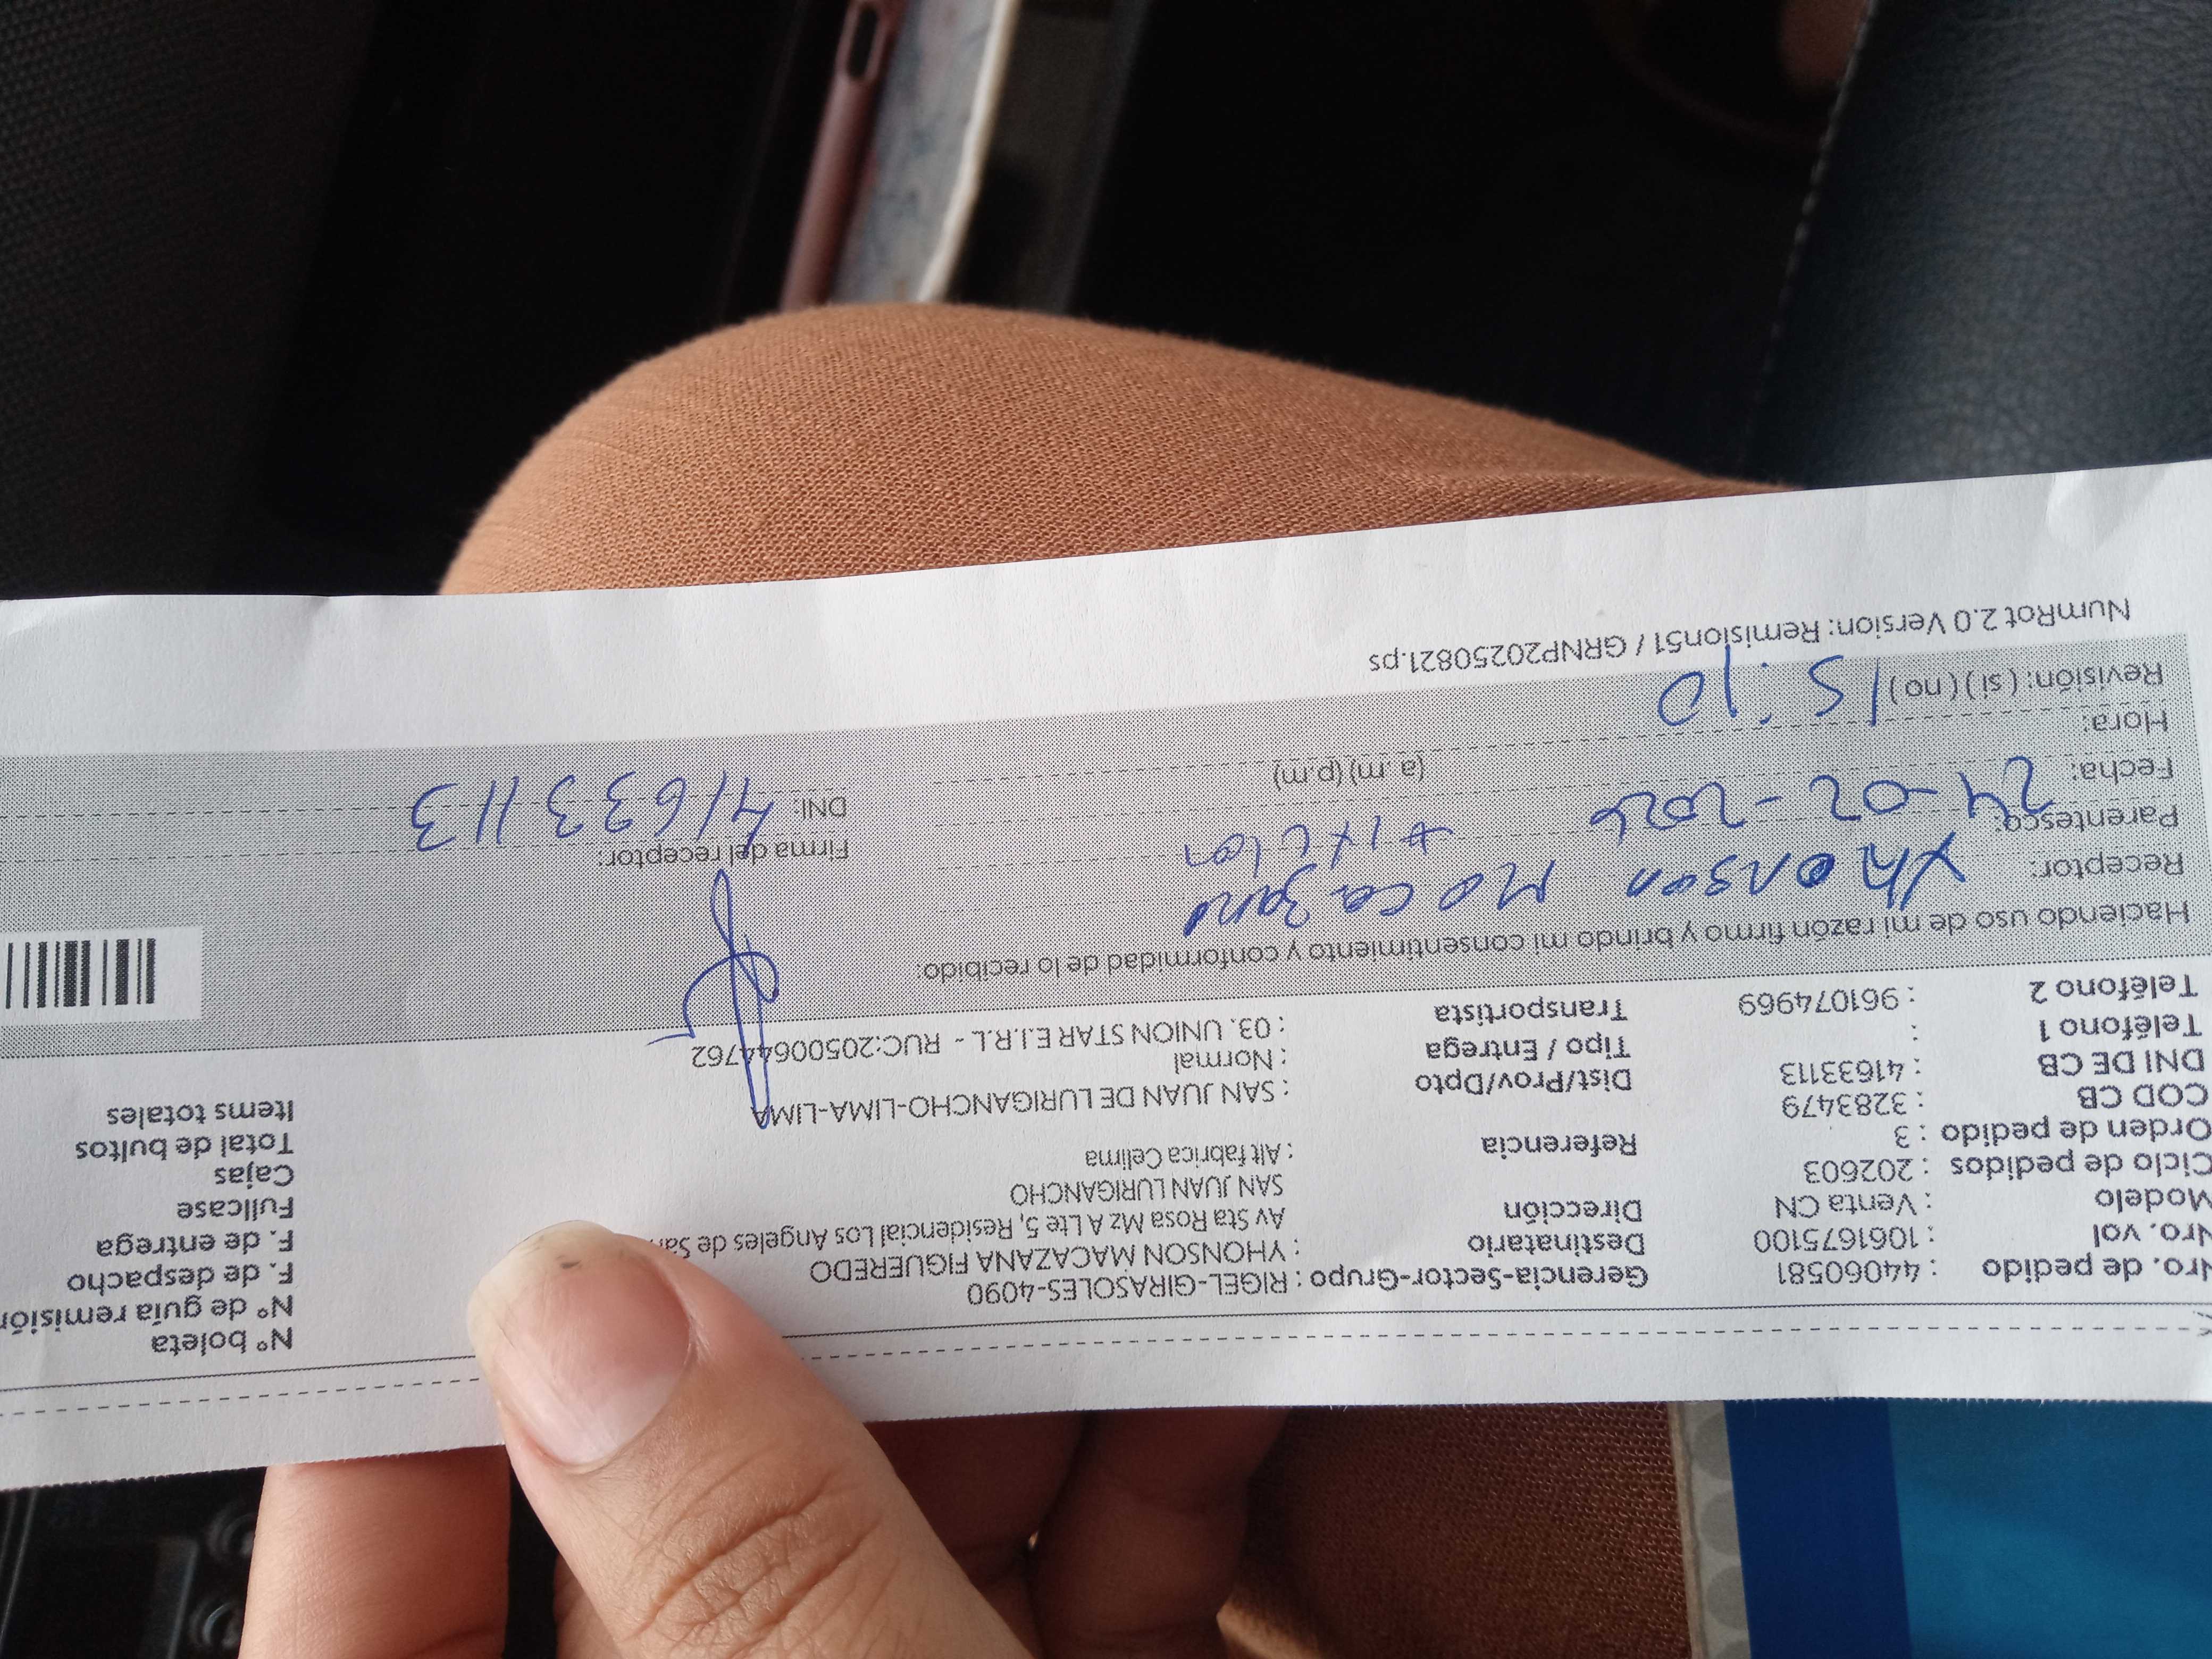 Nº boleta
Nº de guía remisión
Nro. de pedido : 44060581 Gerencia-Sector-Grupo : RIGEL-GIRASOLES-4090 F. de despacho
Nro. vol : 1061675100 Destinatario : YHONSON MACAZANA FIGUEREDO F. de entrega
Modelo : Venta CN Dirección Av Sta Rosa Mz A Lte 5, Residencial Los Angeles de Fullcase
Ciclo de pedidos : 202603 SAN JUAN LURIGANCHO Cajas
Orden de pedido : 3 Referencia : Alt fabrica Celima Total de bultos
COD CB : 3283479 Items totales
DNI DE CB : 41633113 Dist/Prov/Dpto : SAN JUAN DE LURIGANCHO-LIMA-LIMA
Teléfono 1 : Tipo / Entrega : Normal
Teléfono 2 : 961074969 Transportista : 03. UNION STAR E.I.R.L - RUC:20500644762
Haciendo uso de mi razón firmo y brindo mi consentimiento y conformidad de lo recibido:
Receptor: Yhonson
Parentesco: Firma del receptor:
Fecha: 24-02-2026 DNI: 41633113
Hora: (a.m) (p.m)
Revisión: (si) (no) 15:10
NumRot 2.0 Version: Remision51 / GRNP20250821.ps